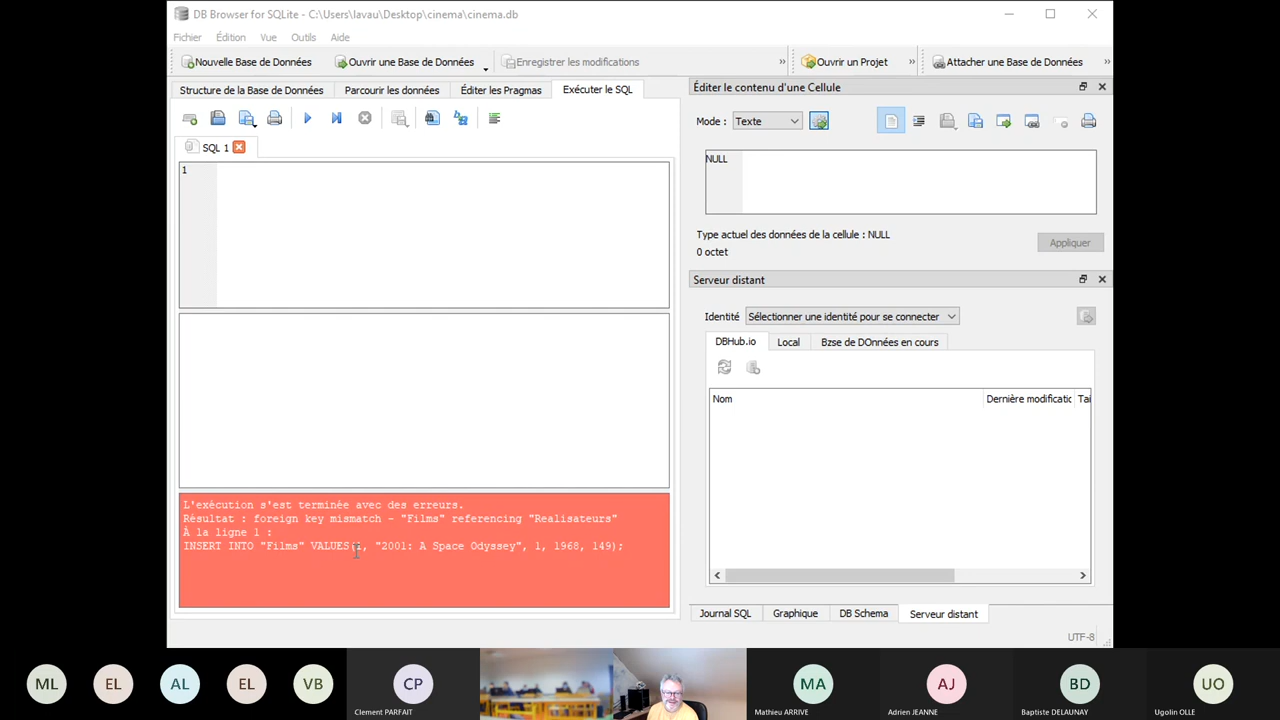 DB Browser for SQLite - C:\Users\lavau\Desktop\cinema\cinema.db
Fichier Édition Vue Outils Aide
Nouvelle Base de Données Ouvrir une Base de Données Enregistrer les modifications » Ouvrir un Projet » Attacher une Base de Données »
Structure de la Base de Données Parcourir les données Éditer les Pragmas Exécuter le SQL
Éditer le contenu d'une Cellule
Mode : Texte
SQL 1
1
NULL
Type actuel des données de la cellule : NULL
0 octet
Appliquer
Serveur distant
Identité Sélectionner une identité pour se connecter
DBHub.io Local Bzse de DOnnées en cours
Nom Dernière modificatic Tai
L'exécution s'est terminée avec des erreurs.
Résultat : foreign key mismatch - "Films" referencing "Realisateurs"
À la ligne 1 :
INSERT INTO "Films" VALUES , "2001: A Space Odyssey", 1, 1968, 149);
Journal SQL Graphique DB Schema Serveur distant
UTF-8
ML EL AL EL VB CP MA AJ BD UO
Clement PARFAIT Mathieu ARRIVE Adrien JEANNE Baptiste DELAUNAY Ugolin OLLE